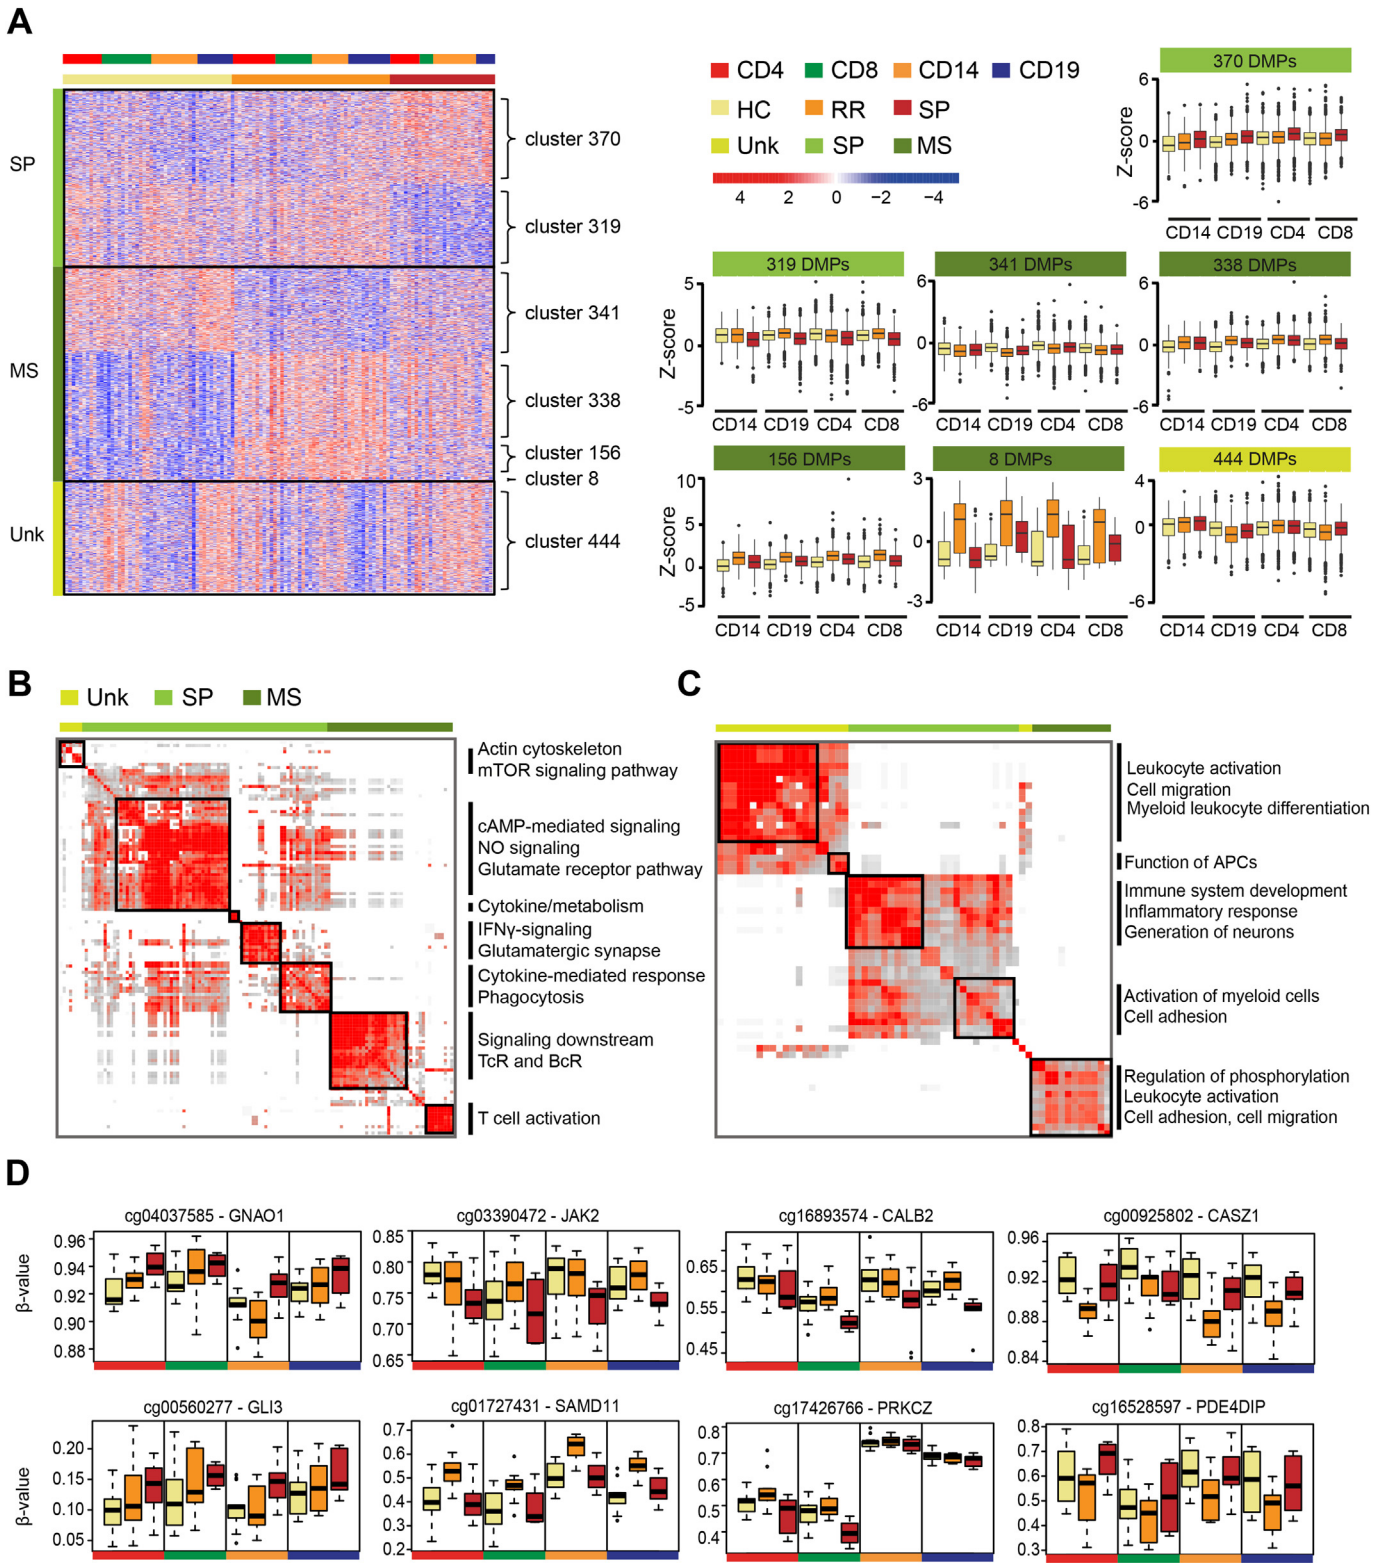 A
SP
MS
Unk
cluster 370
cluster 319
cluster 341
cluster 338
cluster 156
cluster 8
cluster 444
CD4 CD8 CD14 CD19
HC RR SP
Unk SP MS
4 2 0 −2 −4
370 DMPs
Z-score
6
0
-6
CD14 CD19 CD4 CD8
319 DMPs
Z-score
5
0
-5
CD14 CD19 CD4 CD8
341 DMPs
6
0
-6
CD14 CD19 CD4 CD8
338 DMPs
6
0
-6
CD14 CD19 CD4 CD8
156 DMPs
Z-score
10
5
0
-5
CD14 CD19 CD4 CD8
8 DMPs
3
0
-3
CD14 CD19 CD4 CD8
444 DMPs
4
0
-6
CD14 CD19 CD4 CD8
B
Unk SP MS
Actin cytoskeleton
mTOR signaling pathway
cAMP-mediated signaling
NO signaling
Glutamate receptor pathway
Cytokine/metabolism
IFNγ-signaling
Glutamatergic synapse
Cytokine-mediated response
Phagocytosis
Signaling downstream
TcR and BcR
T cell activation
C
Leukocyte activation
Cell migration
Myeloid leukocyte differentiation
Function of APCs
Immune system development
Inflammatory response
Generation of neurons
Activation of myeloid cells
Cell adhesion
Regulation of phosphorylation
Leukocyte activation
Cell adhesion, cell migration
D
cg04037585 - GNAO1
β-value
0.96
0.94
0.92
0.90
0.88
cg03390472 - JAK2
0.85
0.80
0.75
0.70
0.65
cg16893574 - CALB2
0.65
0.55
0.45
cg00925802 - CASZ1
0.96
0.92
0.88
0.84
cg00560277 - GLI3
β-value
0.20
0.15
0.10
0.05
cg01727431 - SAMD11
0.7
0.6
0.5
0.4
0.3
0.2
cg17426766 - PRKCZ
0.8
0.7
0.6
0.5
0.4
cg16528597 - PDE4DIP
0.8
0.7
0.6
0.5
0.4
0.3